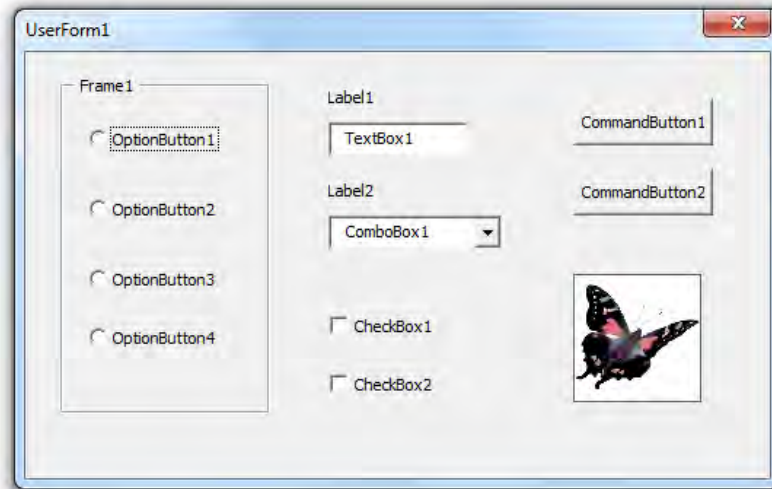 UserForm1
Frame1
OptionButton1
OptionButton2
OptionButton3
OptionButton4
Label1
TextBox1
Label2
ComboBox1
CheckBox1
CheckBox2
CommandButton1
CommandButton2